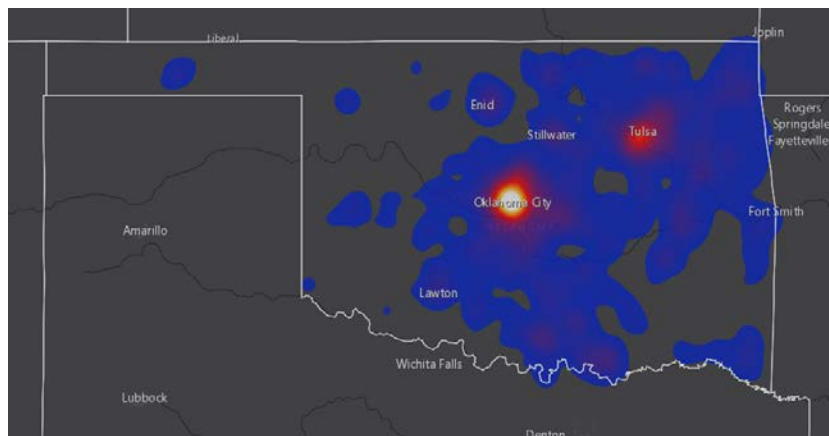 Liberal
Joplin
Enid
Rogers
Springdale
Fayetteville
Stillwater
Tulsa
Oklahoma City
Fort Smith
Amarillo
Lawton
Wichita Falls
Lubbock
Denton